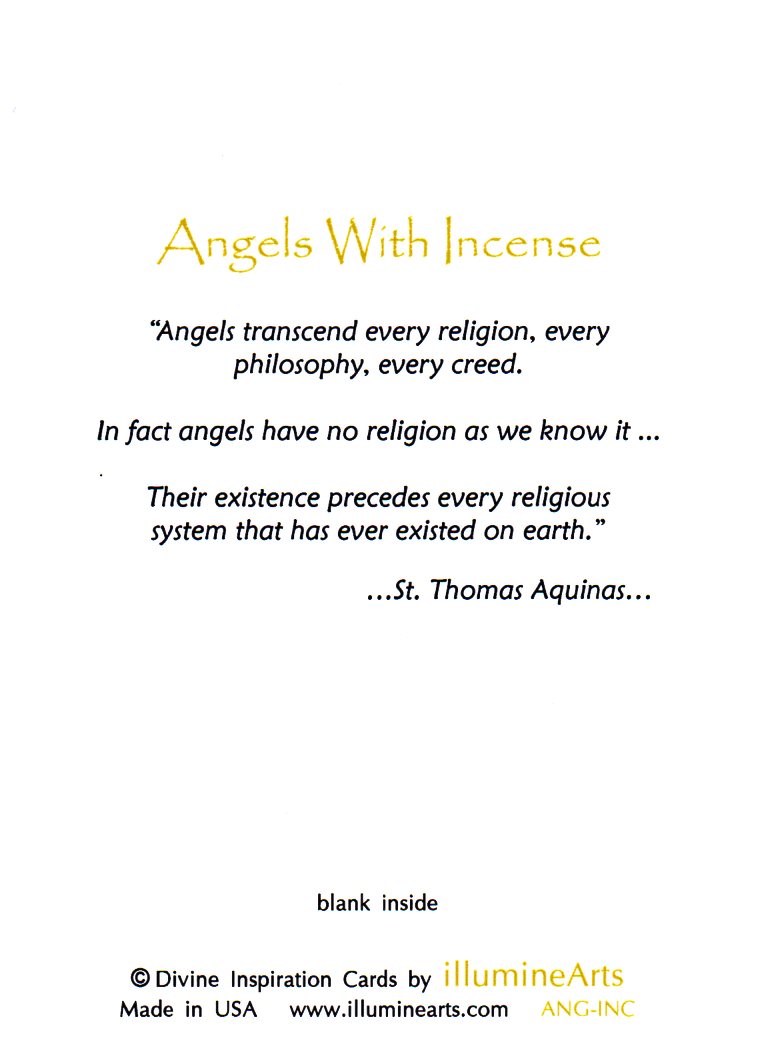 Angels With Incense
“Angels transcend every religion, every
philosophy, every creed.
In fact angels have no religion as we know it ...
Their existence precedes every religious
system that has ever existed on earth.”
...St. Thomas Aquinas...
blank inside
© Divine Inspiration Cards by illumineArts
Made in USA www.illuminearts.com ANG-INC